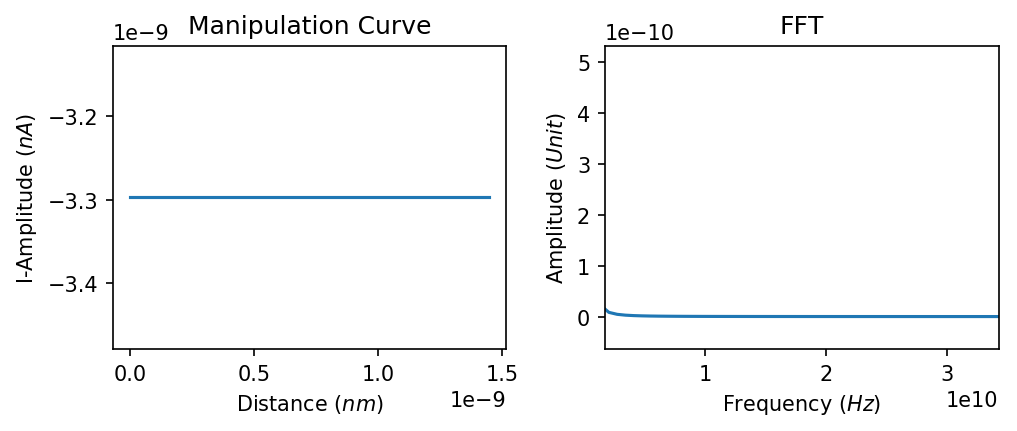 Manipulation Curve
1e−9
I-Amplitude (nA)
−3.2
−3.3
−3.4
0.0 0.5 1.0 1.5
1e−9
Distance (nm)
FFT
1e−10
Amplitude (Unit)
5
4
3
2
1
0
1 2 3
1e10
Frequency (Hz)